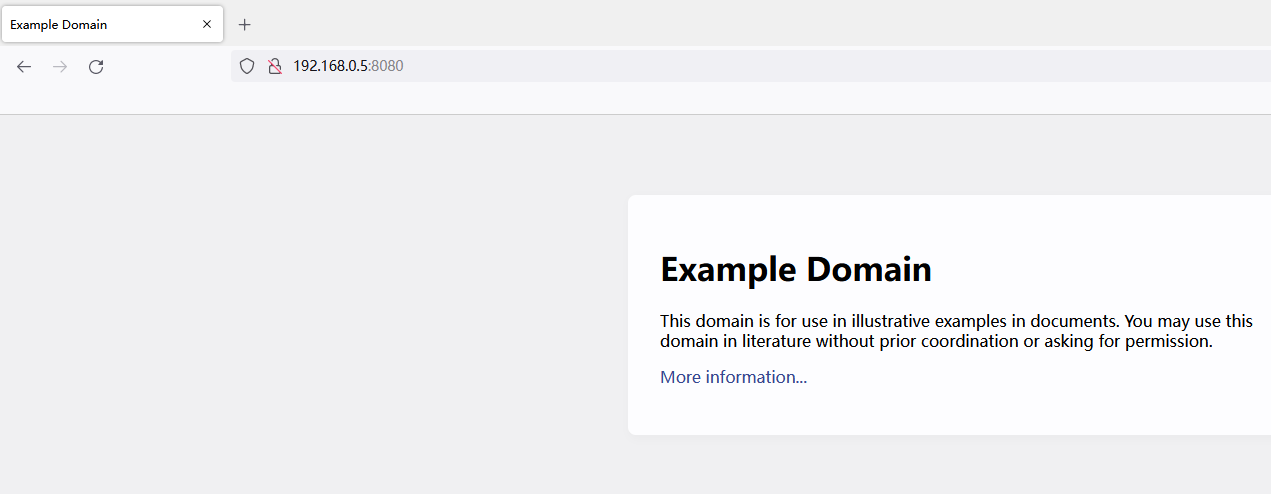 Example Domain
192.168.0.5:8080
Example Domain
This domain is for use in illustrative examples in documents. You may use this
domain in literature without prior coordination or asking for permission.
More information...